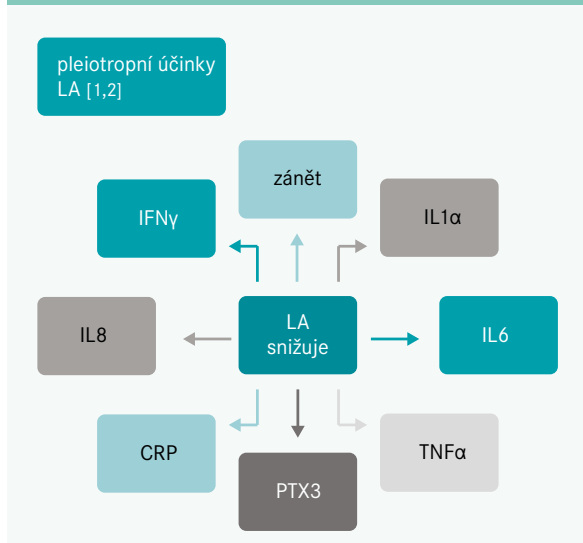 pleiotropní účinky
LA [1,2]
zánět
IFNγ
IL1α
IL8
LA
snižuje
IL6
CRP
TNFα
PTX3